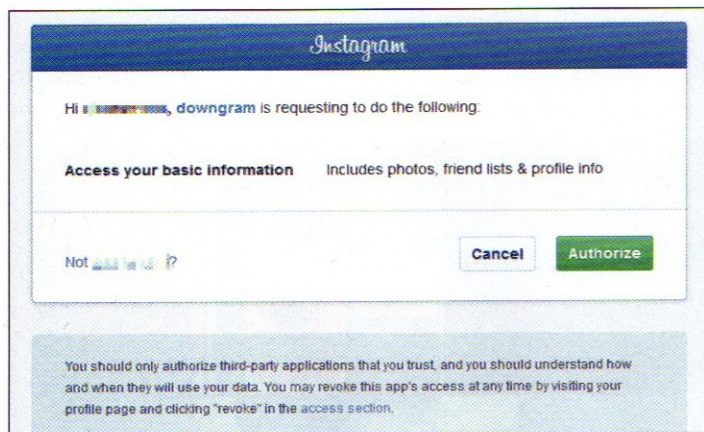 Instagram
Hi , downgram is requesting to do the following:
Access your basic information Includes photos, friend lists & profile info
Not ?
Cancel Authorize
You should only authorize third-party applications that you trust, and you should understand how
and when they will use your data. You may revoke this app's access at any time by visiting your
profile page and clicking "revoke" in the access section.